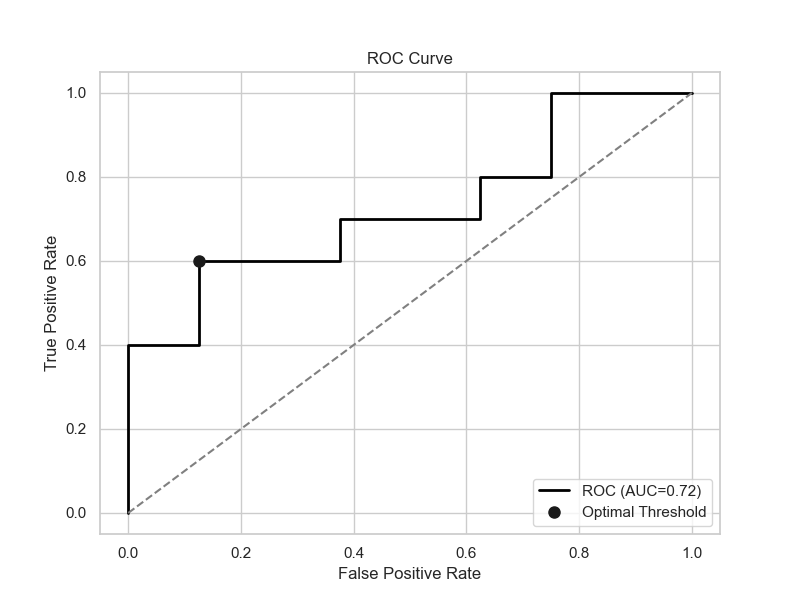 ROC Curve
True Positive Rate
1.0
0.8
0.6
0.4
0.2
0.0
0.0 0.2 0.4 0.6 0.8 1.0
False Positive Rate
ROC (AUC=0.72)
Optimal Threshold